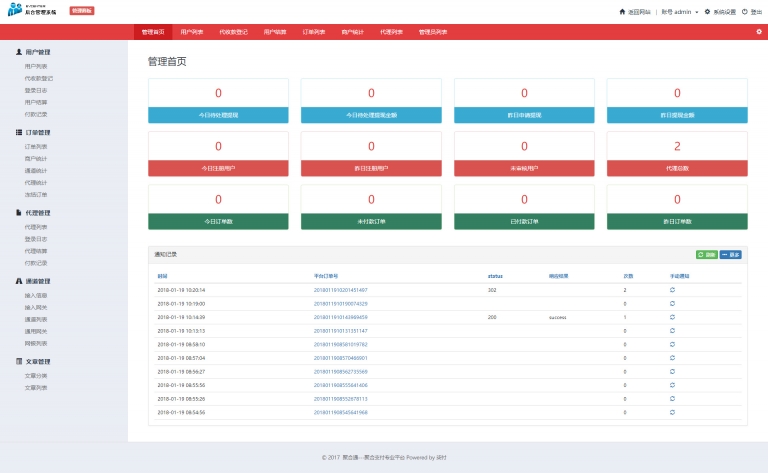 后台管理系统
返回网站 | 账号 admin 系统设置 登出
管理首页 用户列表 代收款登记 用户结算 订单列表 商户统计 代理列表 管理员列表
用户管理
用户列表
代收款登记
登录日志
用户结算
付款记录
订单管理
订单列表
商户统计
通道统计
代理统计
冻结订单
代理管理
代理列表
登录日志
代理结算
付款记录
通道管理
接入信息
接入网关
通道列表
通用网关
网银列表
文章管理
文章分类
文章列表
管理首页
0 0 0 0
今日待处理提现 今日待处理提现金额 昨日申请提现 昨日提现金额
0 0 0 2
今日注册用户 昨日注册用户 未审核用户 代理总数
0 0 0 0
今日订单数 未付款订单 已付款订单 昨日订单数
通知记录 更多
时间 平台订单号 status 响应结果 次数 手动通知
2018-01-19 10:20:14 2018011910201451497 302 2
2018-01-19 10:19:00 2018011910190074329 0
2018-01-19 10:14:39 2018011910143969459 200 success 1
2018-01-19 10:13:13 2018011910131351147 0
2018-01-19 08:58:10 2018011908581019782 0
2018-01-19 08:57:04 2018011908570466901 0
2018-01-19 08:56:27 2018011908562735569 0
2018-01-19 08:55:56 2018011908555641406 0
2018-01-19 08:55:26 2018011908552678113 0
2018-01-19 08:54:56 2018011908545641968 0
© 2017 聚合通---聚合支付专业平台 Powered by